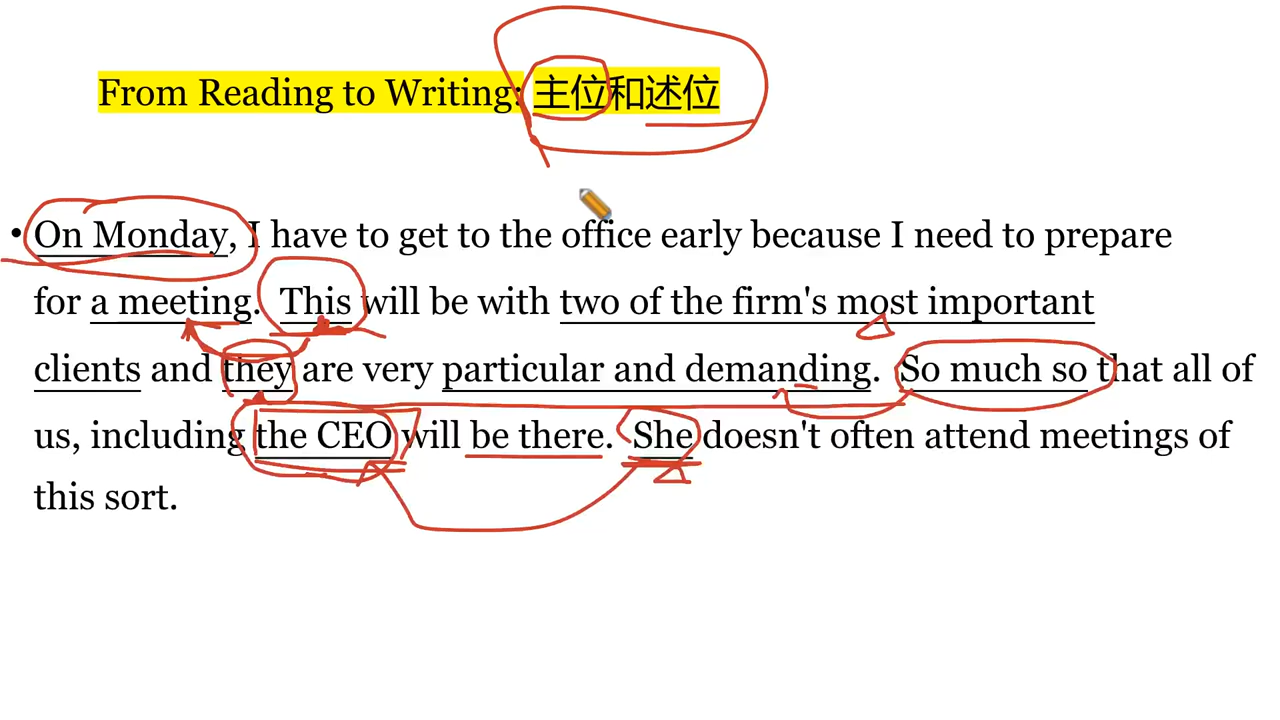 From Reading to Writing: 主位和述位
• On Monday, I have to get to the office early because I need to prepare
for a meeting. This will be with two of the firm's most important
clients and they are very particular and demanding. So much so that all of
us, including the CEO will be there. She doesn't often attend meetings of
this sort.